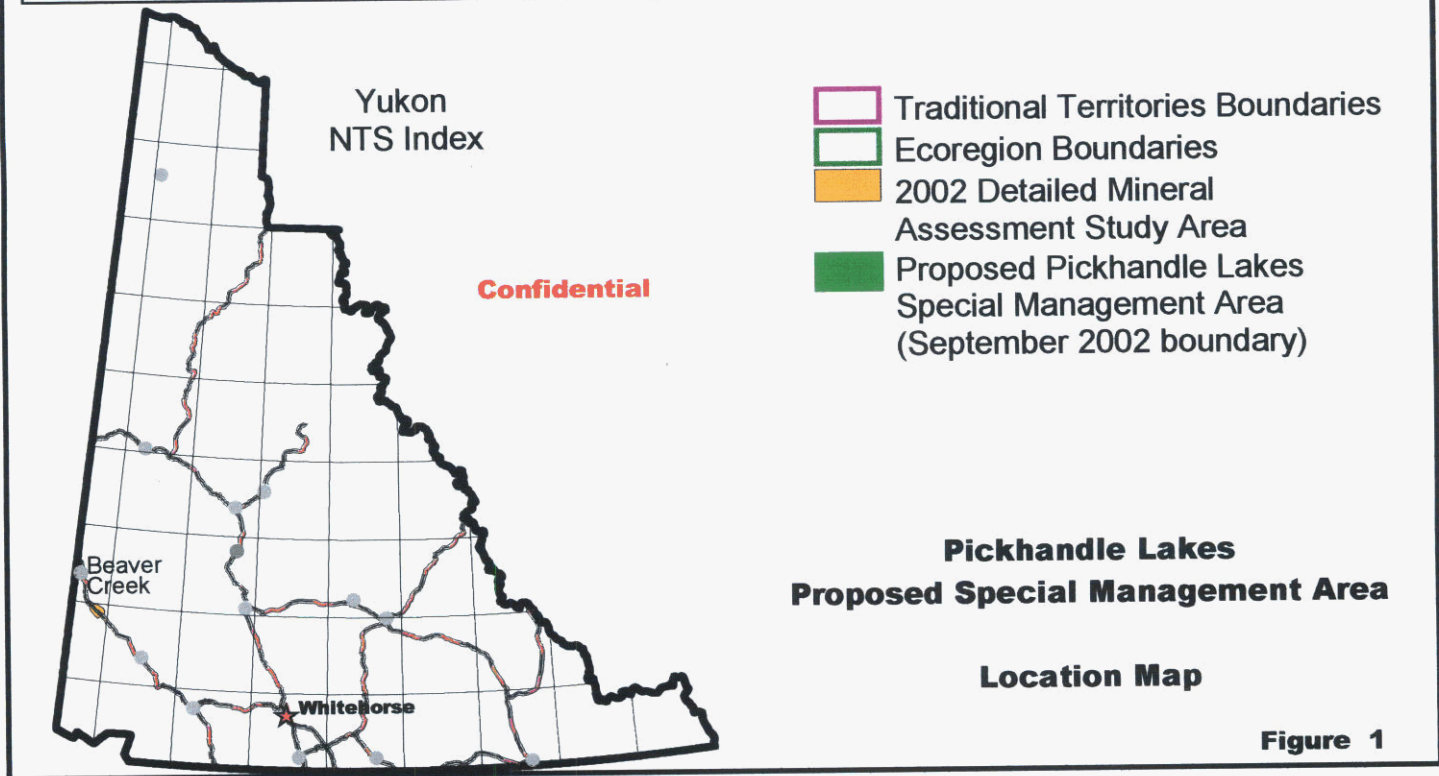 Yukon
NTS Index
Confidential
Beaver
Creek
Whitehorse
Traditional Territories Boundaries
Ecoregion Boundaries
2002 Detailed Mineral
Assessment Study Area
Proposed Pickhandle Lakes
Special Management Area
(September 2002 boundary)
Pickhandle Lakes
Proposed Special Management Area
Location Map
Figure 1